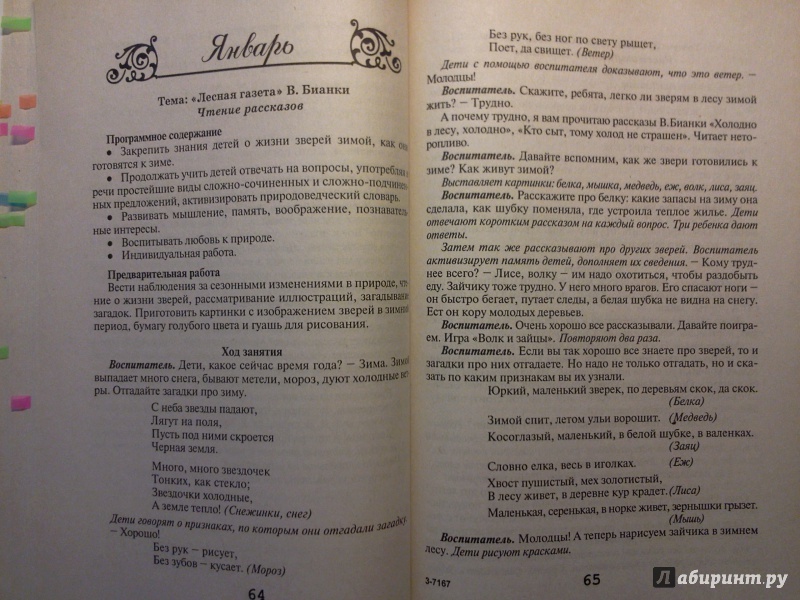 Январь
Тема: «Лесная газета» В. Бианки
Чтение рассказов
Программное содержание
• Закрепить знания детей о жизни зверей зимой, как они
готовятся к зиме.
• Продолжать учить детей отвечать на вопросы, употреблять в
речи простейшие виды сложно-сочиненных и сложно-подчинен-
ных предложений, активизировать природоведческий словарь.
• Развивать мышление, память, воображение, познаватель-
ные интересы.
• Воспитывать любовь к природе.
• Индивидуальная работа.
Предварительная работа
Вести наблюдения за сезонными изменениями в природе,
ние о жизни зверей, рассматривание иллюстраций, загадывание
загадок. Приготовить картинки с изображением зверей в зимний
период, бумагу голубого цвета и гуашь для рисования.
Ход занятия
Воспитатель. Дети, какое сейчас время года? – Зима. Зимой
выпадает много снега, бывают метели, мороз, дуют холодные вет-
ры. Отгадайте загадки про зиму.
С неба звезды падают,
Лягут на поля,
Пусть под ними скроется
Черная земля.
Много, много звездочек
Тонких, как стекло;
Звездочки холодные,
А земле тепло! (Снежинки, снег)
Дети говорят о признаках, по которым они отгадали загадку.
– Хорошо!
Без рук – рисует,
Без зубов – кусает. (Мороз)
64
Без рук, без ног по свету рыщет,
Поет, да свищет. (Ветер)
Дети с помощью воспитателя доказывают, что это ветер. –
Молодцы!
Воспитатель. Скажите, ребята, легко ли зверям в лесу зимой
жить? – Трудно.
А почему трудно, я вам прочитаю рассказы В.Бианки «Холодно
в лесу, холодно», «Кто сыт, тому холод не страшен». Читает нето-
ропливо.
Воспитатель. Давайте вспомним, как же звери готовились к
зиме? Как живут зимой?
Выставляет картинки: белка, мышка, медведь, еж, волк, лиса, заяц.
Воспитатель. Расскажите про белку: какие запасы на зиму она
сделала, как шубку поменяла, где устроила теплое жилье. Дети
отвечают коротким рассказом на каждый вопрос. Три ребенка дают
ответы.
Затем так же рассказывают про других зверей. Воспитатель
активизирует память детей, дополняет их сведения. – Кому труд-
нее всего? – Лисе, волку – им надо охотиться, чтобы раздобыть
еду. Зайчику тоже трудно. У него много врагов. Его спасают ноги –
он быстро бегает, путает следы, а белая шубка не видна на снегу.
Ест он кору молодых деревьев.
Воспитатель. Очень хорошо все рассказывали. Давайте поигра-
ем. Игра «Волк и зайцы». Повторяют два раза.
Воспитатель. Если вы так хорошо все знаете про зверей, то и
загадки про них отгадаете. Но надо не только отгадать, но и ска-
зать по каким признакам вы их узнали.
Юркий, маленький зверек, по деревьям скок, да скок.
(Белка)
Зимой спит, летом ульи ворошит. (Медведь)
Косоглазый, маленький, в белой шубке, в валенках.
(Заяц)
Словно елка, весь в иголках. (Еж)
Хвост пушистый, мех золотистый,
В лесу живет, в деревне кур крадет.(Лиса)
Маленькая, серенькая, в норке живет, зернышки грызет.
(Мышь)
Воспитатель. Молодцы! А теперь нарисуем зайчика в зимнем
лесу. Дети рисуют красками.
3-7167
65
Лабиринт.ру